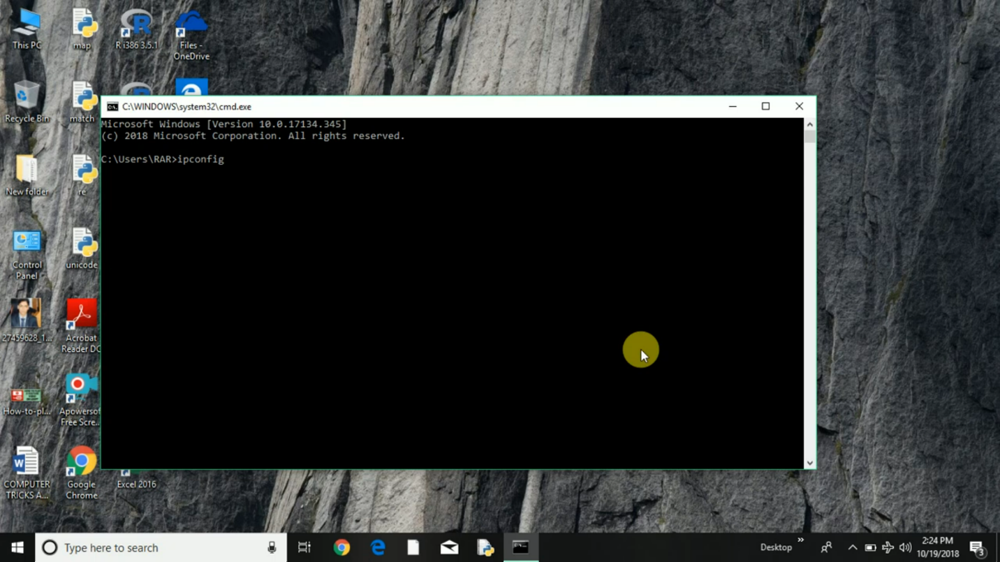 This PC
map
R i386 3.5.1
Files -
OneDrive
C:\WINDOWS\system32\cmd.exe
Microsoft Windows [Version 10.0.17134.345]
(c) 2018 Microsoft Corporation. All rights reserved.
C:\Users\RAR>ipconfig
Recycle Bin
match
New folder
re
Control
Panel
unicode
27459628_1...
Acrobat
Reader DC
How-to-pl...
Apowersof
Free Scre..
COMPUTER
TRICKS A...
Google
Chrome
Excel 2016
Type here to search
Desktop
2:24 PM
10/19/2018
3